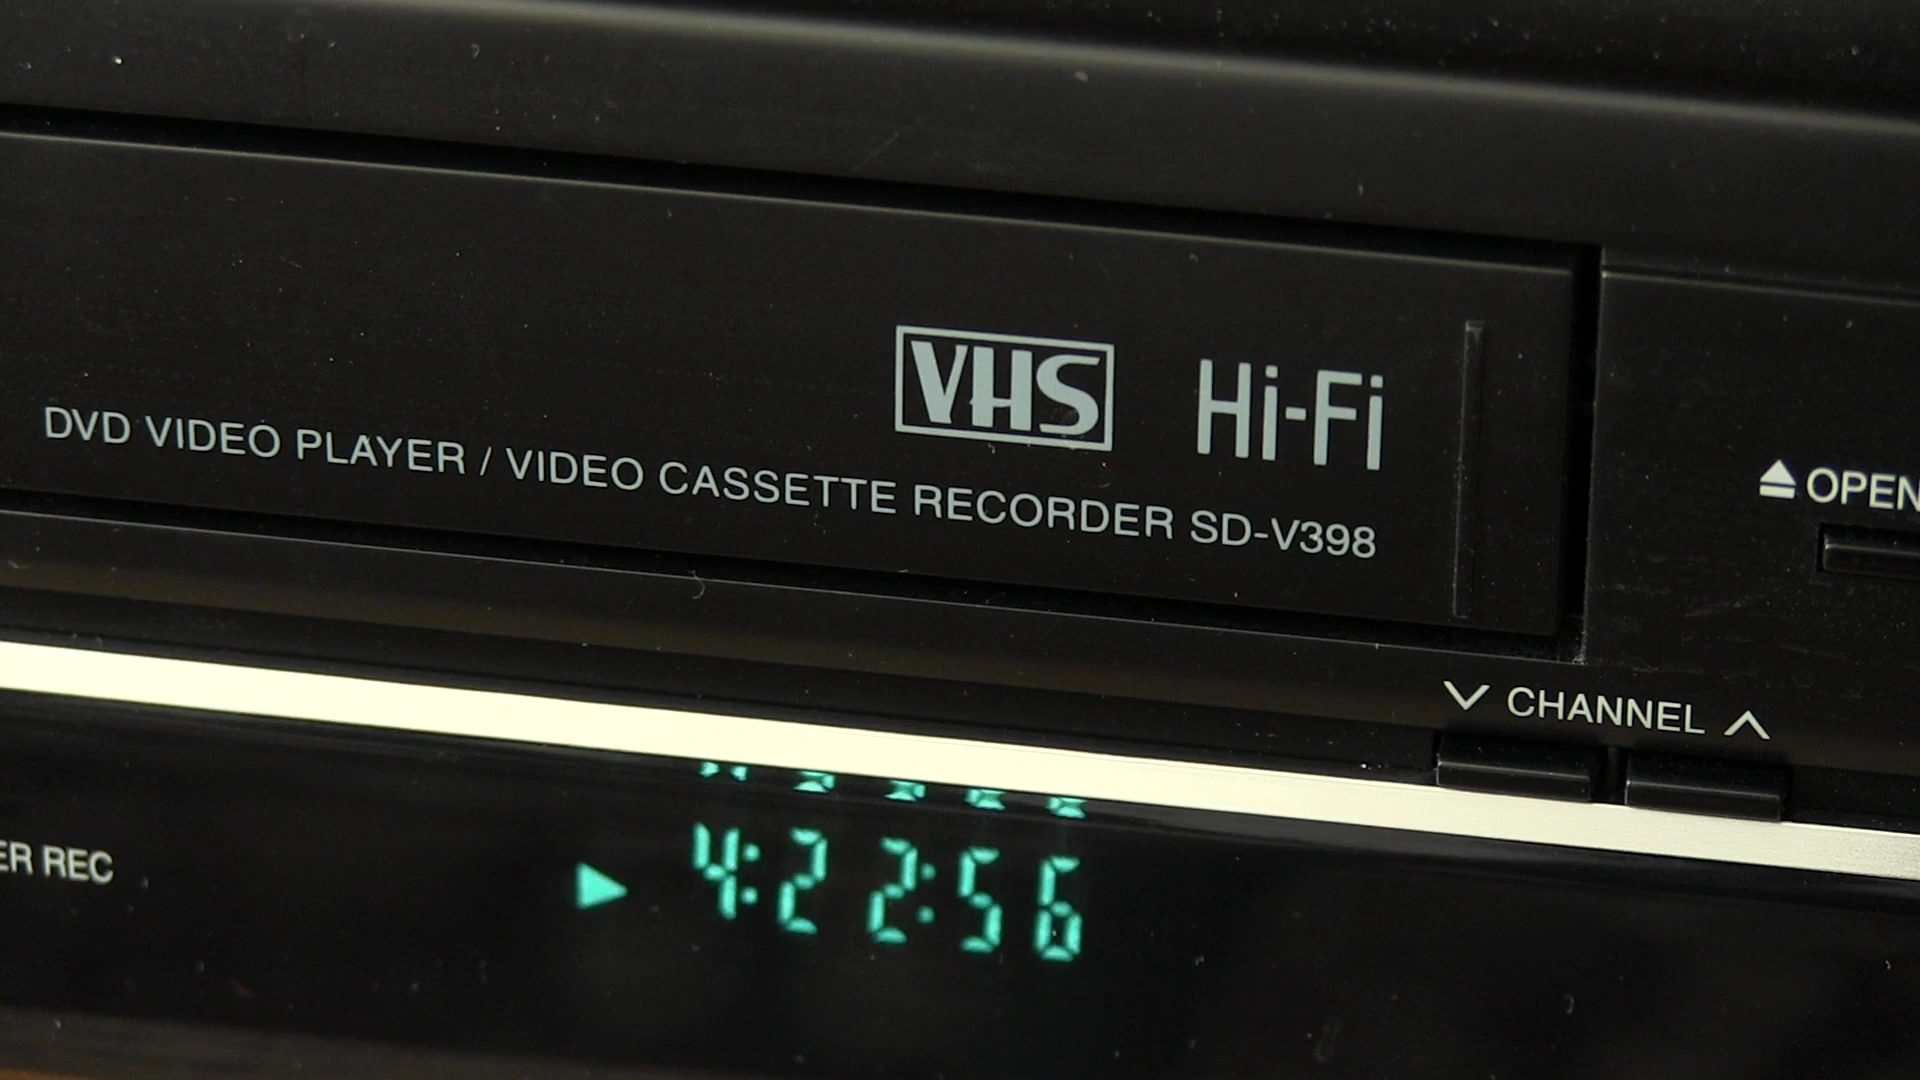 VHS Hi-Fi
DVD VIDEO PLAYER / VIDEO CASSETTE RECORDER SD-V398
OPEN
CHANNEL
REC
4:22:56